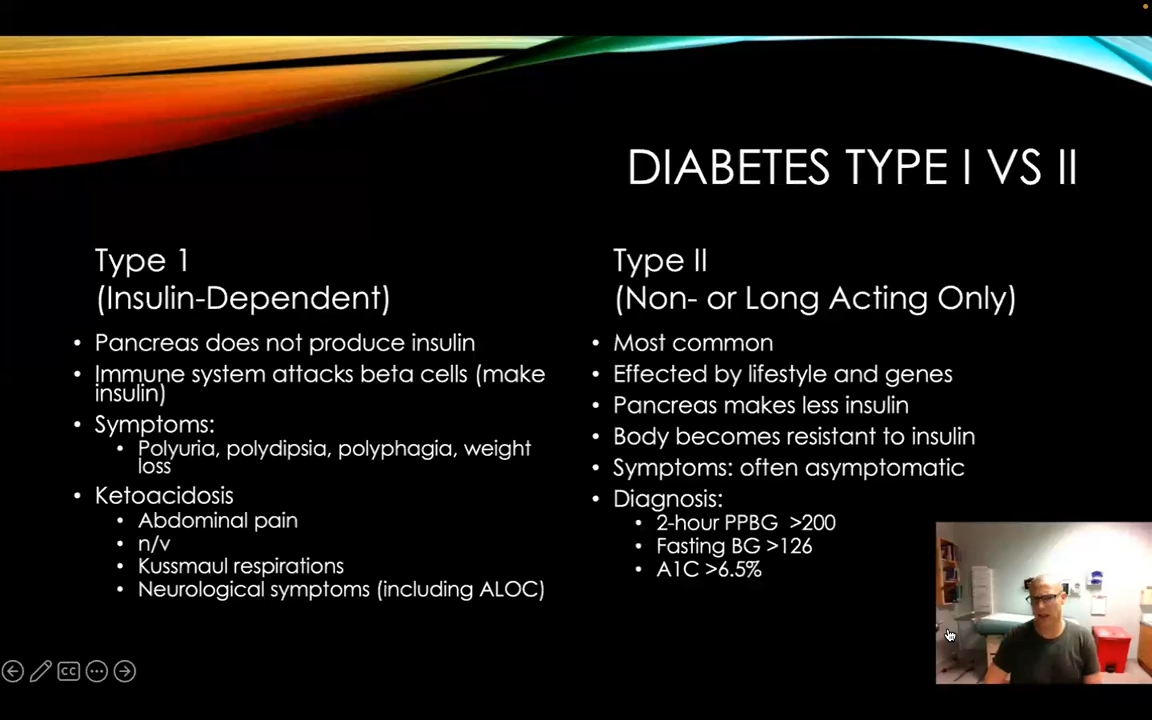 DIABETES TYPE I VS II
Type 1
(Insulin-Dependent)
• Pancreas does not produce insulin
• Immune system attacks beta cells (make
insulin)
• Symptoms:
• Polyuria, polydipsia, polyphagia, weight
loss
• Ketoacidosis
• Abdominal pain
• n/v
• Kussmaul respirations
• Neurological symptoms (including ALOC)
Type II
(Non- or Long Acting Only)
• Most common
• Effected by lifestyle and genes
• Pancreas makes less insulin
• Body becomes resistant to insulin
• Symptoms: often asymptomatic
• Diagnosis:
• 2-hour PPBG >200
• Fasting BG >126
• A1C >6.5%
CC